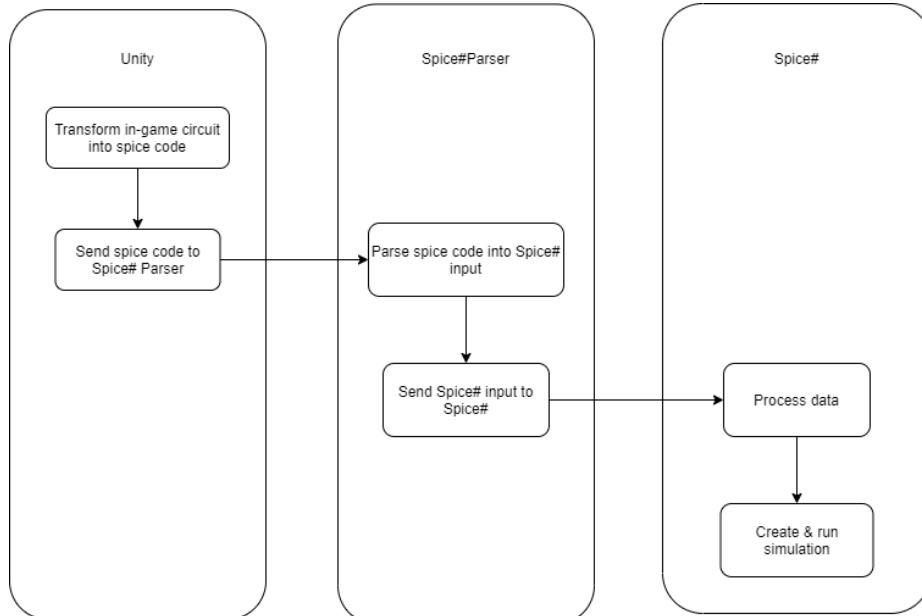 Unity
Spice#Parser
Spice#
Transform in-game circuit
into spice code
Send spice code to
Spice# Parser
Parse spice code into Spice#
input
Send Spice# input to
Spice#
Process data
Create & run
simulation